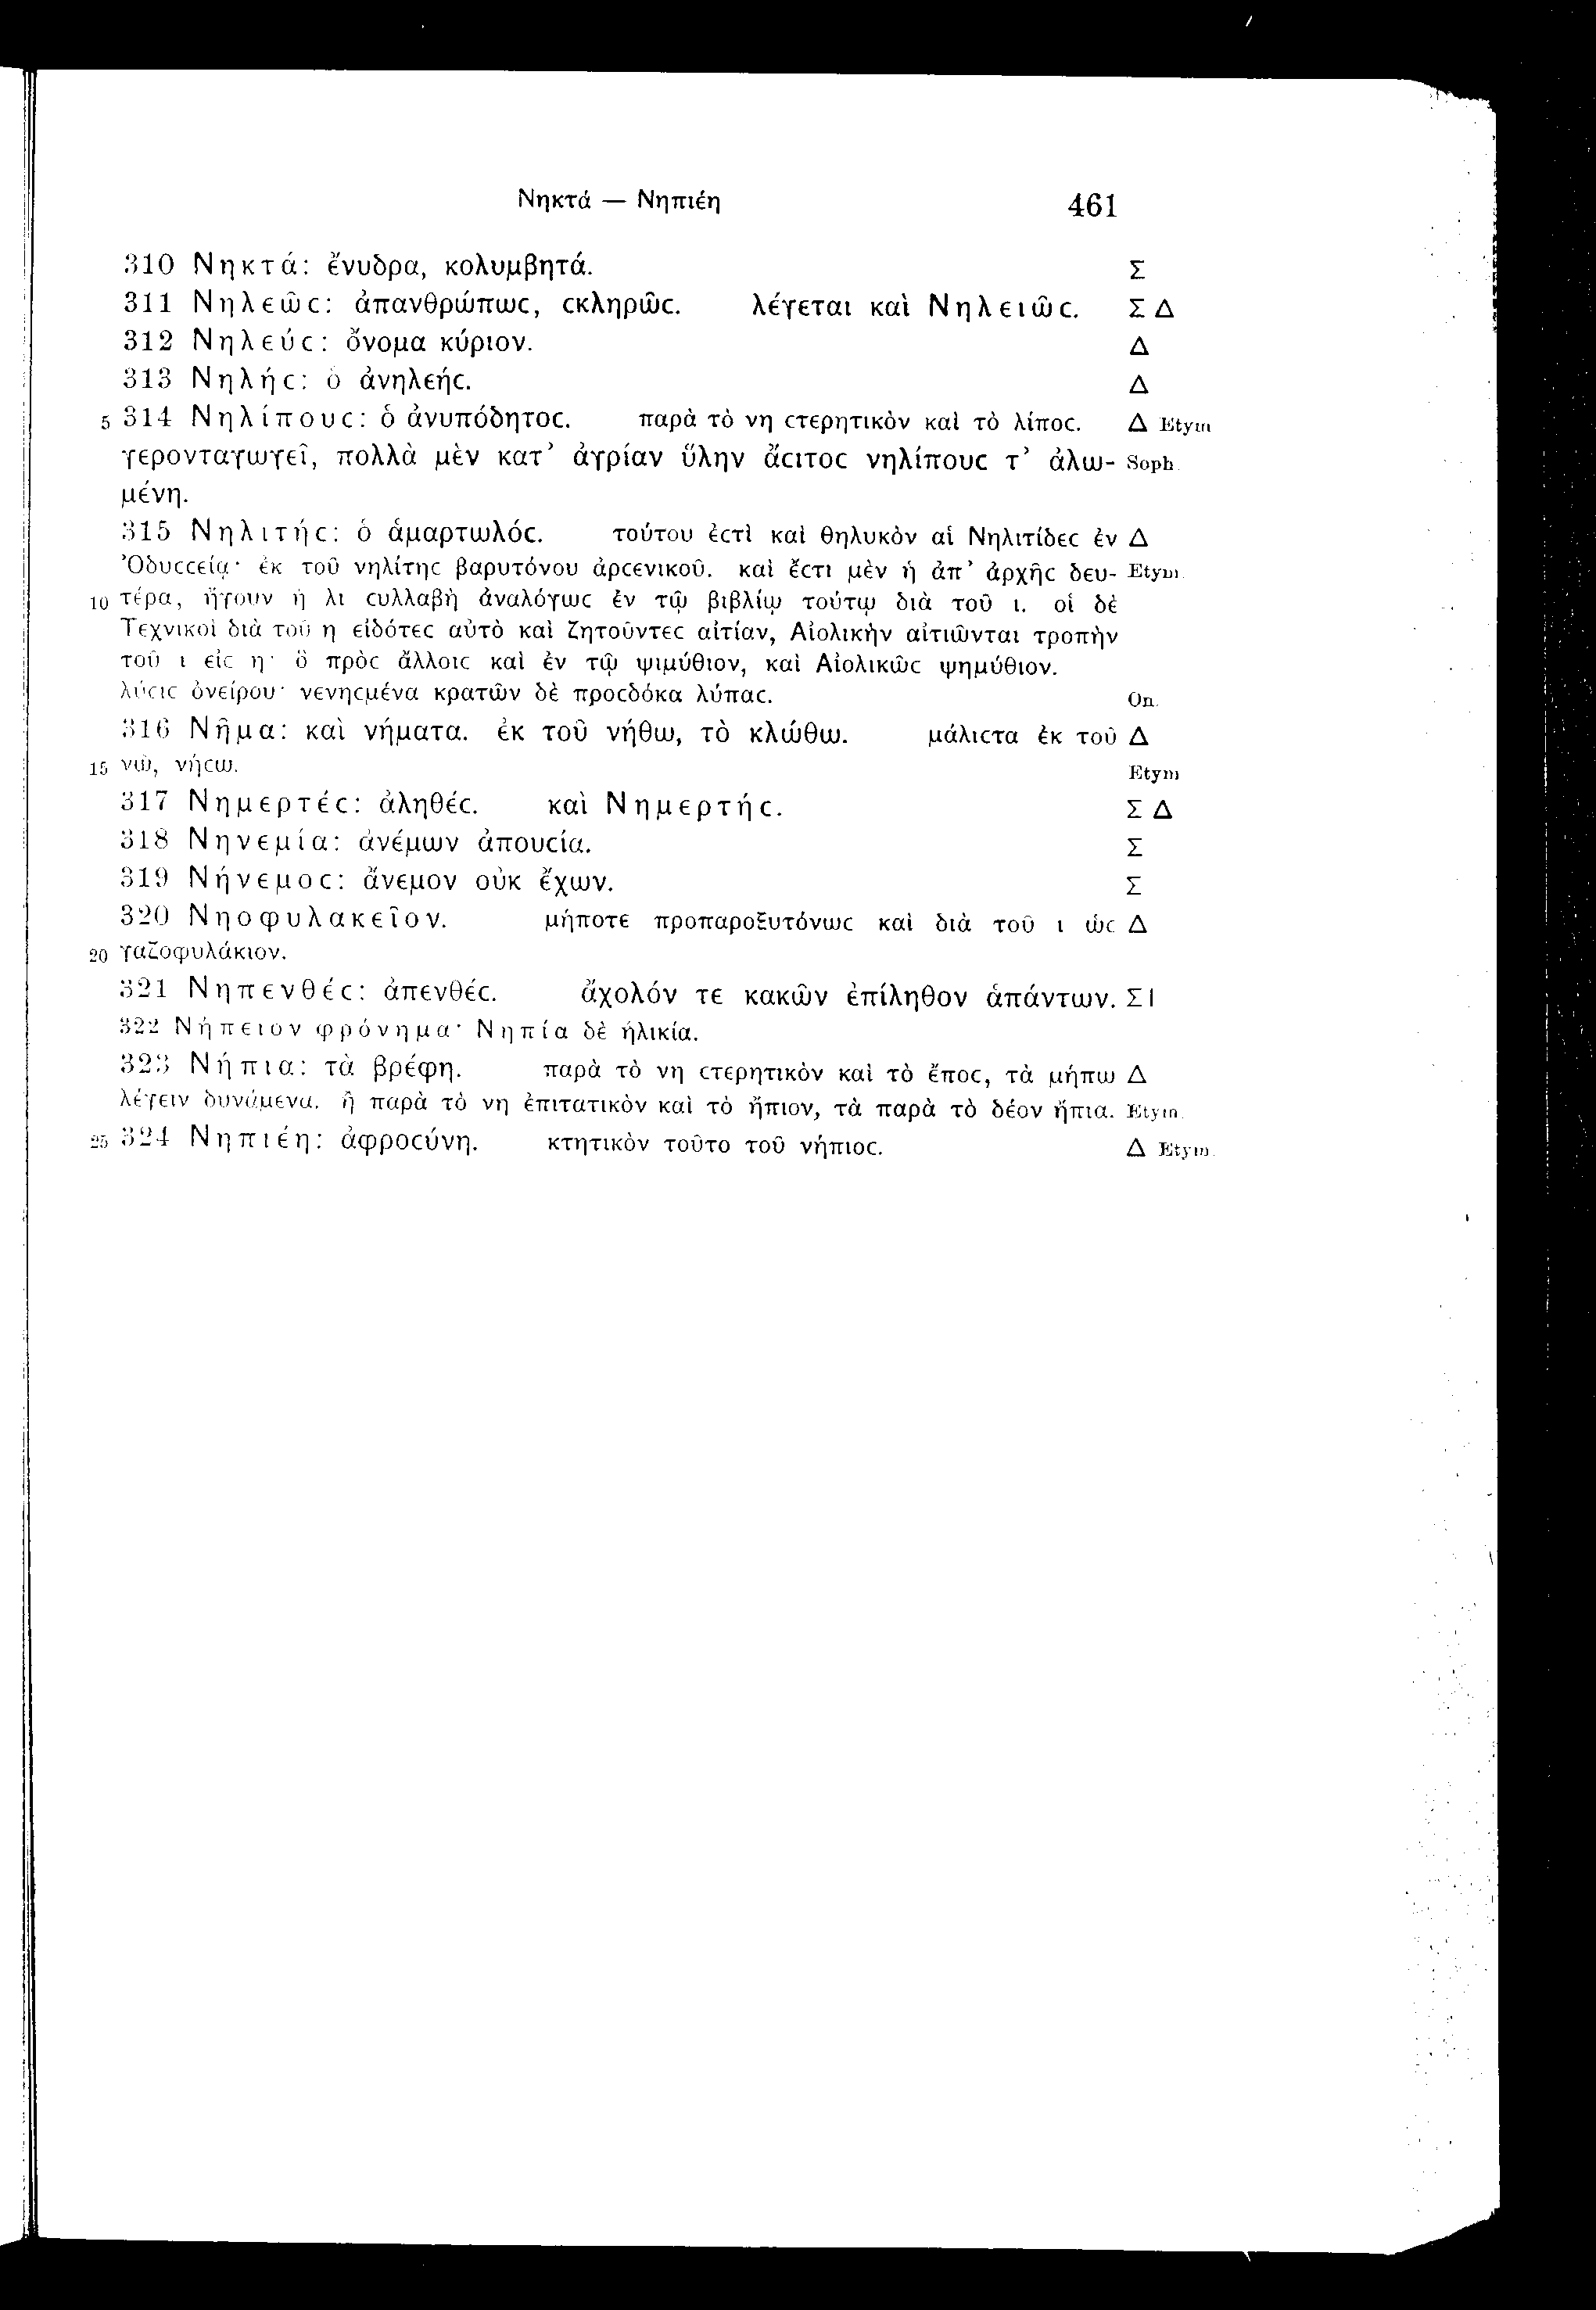 Νηκτά — Νηπιέη 461
310 Νηκτά: ἔνυδρα, κολυμβητά. Σ
311 Νηλεῶϲ: ἀπανθρώπωϲ, ϲκληρῶϲ. λέγεται καὶ Νηλειῶϲ. Σ Δ
312 Νηλεύϲ: ὄνομα κύριον. Δ
313 Νηλήϲ: ὁ ἀνηλεήϲ. Δ
5 314 Νηλίπουϲ: ὁ ἀνυπόδητοϲ. παρὰ τὸ νη ϲτερητικὸν καὶ τὸ λίποϲ. Δ Etym
γερονταγωγεῖ, πολλὰ μὲν κατ’ ἀγρίαν ὕλην ἄϲιτοϲ νηλίπουϲ τ’ ἀλω- Soph.
μένη.
315 Νηλιτήϲ: ὁ ἁμαρτωλόϲ. τούτου ἐϲτὶ καὶ θηλυκὸν αἱ Νηλιτίδεϲ ἐν Δ
Ὀδυϲϲείᾳ· ἐκ τοῦ νηλίτηϲ βαρυτόνου ἀρϲενικοῦ. καὶ ἔϲτι μὲν ἡ ἀπ’ ἀρχῆϲ δευ- Etym.
10 τέρα, ἤγουν ἡ λι ϲυλλαβὴ ἀναλόγωϲ ἐν τῷ βιβλίῳ τούτῳ διὰ τοῦ ι. οἱ δὲ
Τεχνικοὶ διὰ τοῦ η εἰδότεϲ αὐτὸ καὶ ζητοῦντεϲ αἰτίαν, Αἰολικὴν αἰτιῶνται τροπὴν
τοῦ ι εἰϲ η· ὃ πρὸϲ ἄλλοιϲ καὶ ἐν τῷ ψιμύθιον, καὶ Αἰολικῶϲ ψημύθιον.
λύϲιϲ ὀνείρου· νενηϲμένα κρατῶν δὲ προϲδόκα λύπαϲ. On.
316 Νῆμα: καὶ νήματα. ἐκ τοῦ νήθω, τὸ κλώθω. μάλιϲτα ἐκ τοῦ Δ
15 νῶ, νήϲω. Etym
317 Νημερτέϲ: ἀληθέϲ. καὶ Νημερτήϲ. Σ Δ
318 Νηνεμία: ἀνέμων ἀπουϲία. Σ
319 Νήνεμοϲ: ἄνεμον οὐκ ἔχων. Σ
320 Νηοφυλακεῖον. μήποτε προπαροξυτόνωϲ καὶ διὰ τοῦ ι ὡϲ Δ
20 γαζοφυλάκιον.
321 Νηπενθέϲ: ἀπενθέϲ. ἄχολόν τε κακῶν ἐπίληθον ἁπάντων. Σ Ι
322 Νήπειον φρόνημα· Νηπία δὲ ἡλικία.
323 Νήπια: τὰ βρέφη. παρὰ τὸ νη ϲτερητικὸν καὶ τὸ ἔποϲ, τὰ μήπω Δ
λέγειν δυνάμενα. ἢ παρὰ τὸ νη ἐπιτατικὸν καὶ τὸ ἤπιον, τὰ παρὰ τὸ δέον ἤπια. Etym.
25 324 Νηπιέη: ἀφροϲύνη. κτητικὸν τοῦτο τοῦ νήπιοϲ. Δ Etym.